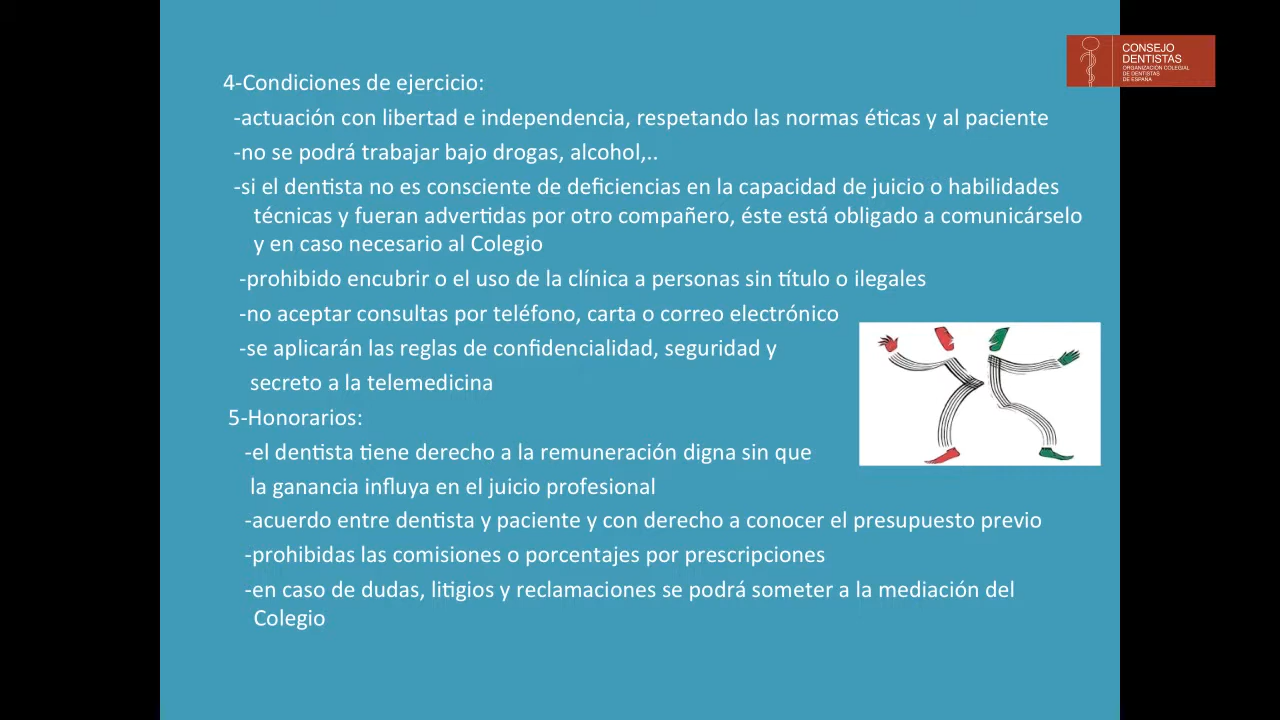 CONSEJO
DENTISTAS
ORGANIZACIÓN COLEGIAL
DE DENTISTAS
DE ESPAÑA
4-Condiciones de ejercicio:
-actuación con libertad e independencia, respetando las normas éticas y al paciente
-no se podrá trabajar bajo drogas, alcohol,..
-si el dentista no es consciente de deficiencias en la capacidad de juicio o habilidades
técnicas y fueran advertidas por otro compañero, éste está obligado a comunicárselo
y en caso necesario al Colegio
-prohibido encubrir o el uso de la clínica a personas sin título o ilegales
-no aceptar consultas por teléfono, carta o correo electrónico
-se aplicarán las reglas de confidencialidad, seguridad y
secreto a la telemedicina
5-Honorarios:
-el dentista tiene derecho a la remuneración digna sin que
la ganancia influya en el juicio profesional
-acuerdo entre dentista y paciente y con derecho a conocer el presupuesto previo
-prohibidas las comisiones o porcentajes por prescripciones
-en caso de dudas, litigios y reclamaciones se podrá someter a la mediación del
Colegio